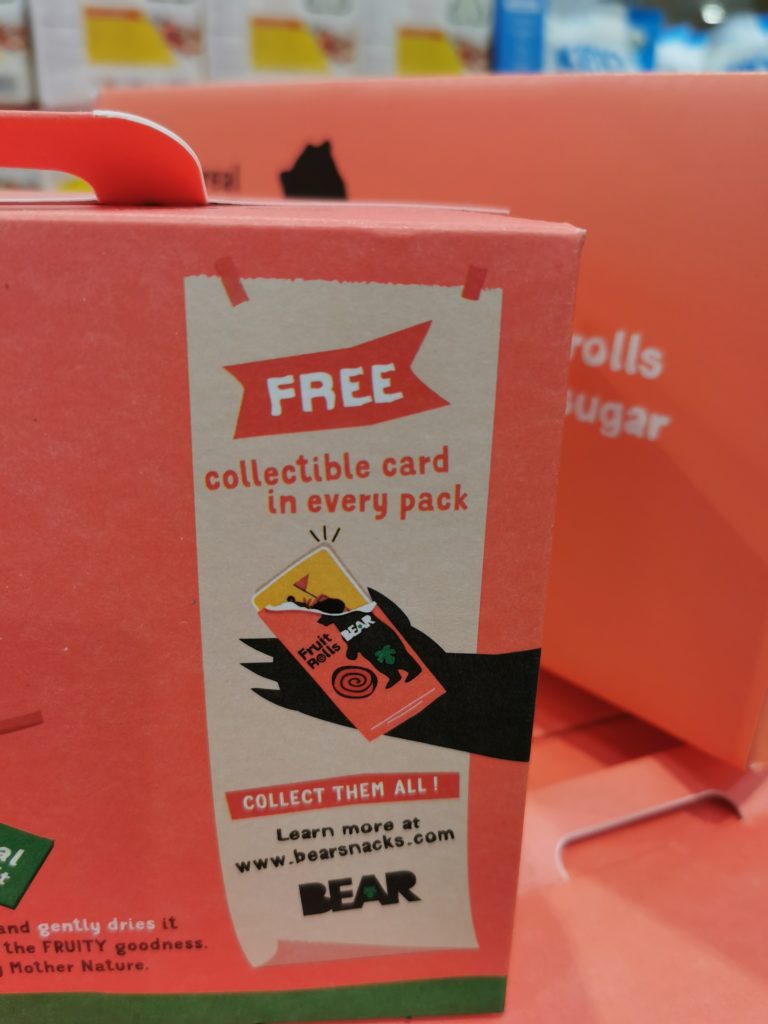 FREE
collectible card
in every pack
BEAR
Fruit
Rolls
COLLECT THEM ALL!
Learn more at
www.bearsnacks.com
BEAR
and gently dries it
the FRUITY goodness.
Mother Nature.
rolls
sugar